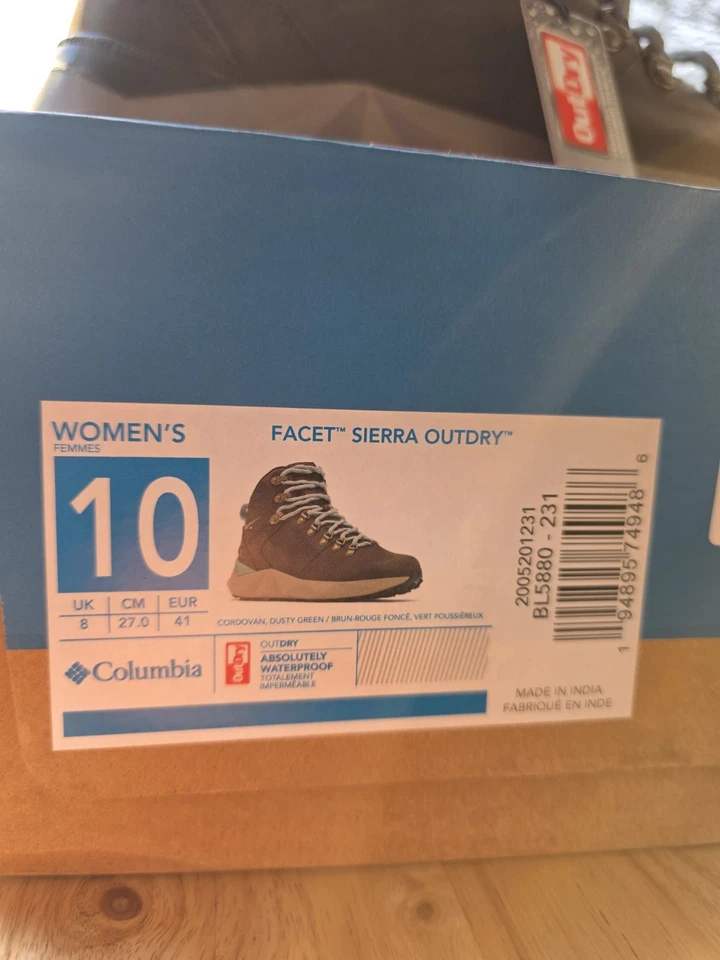 OutDry
WOMEN'S
FEMMES
FACET™ SIERRA OUTDRY™
10
UK CM EUR
8 27.0 41
CORDOVAN, DUSTY GREEN / BRUN-ROUGE FONCÉ, VERT POUSSIÉREUX
Columbia
OutDry
OUTDRY
ABSOLUTELY
WATERPROOF
TOTALEMENT
IMPERMÉABLE
2005201231
BL5880 - 231
1 94895 74948 6
MADE IN INDIA
FABRIQUÉ EN INDE